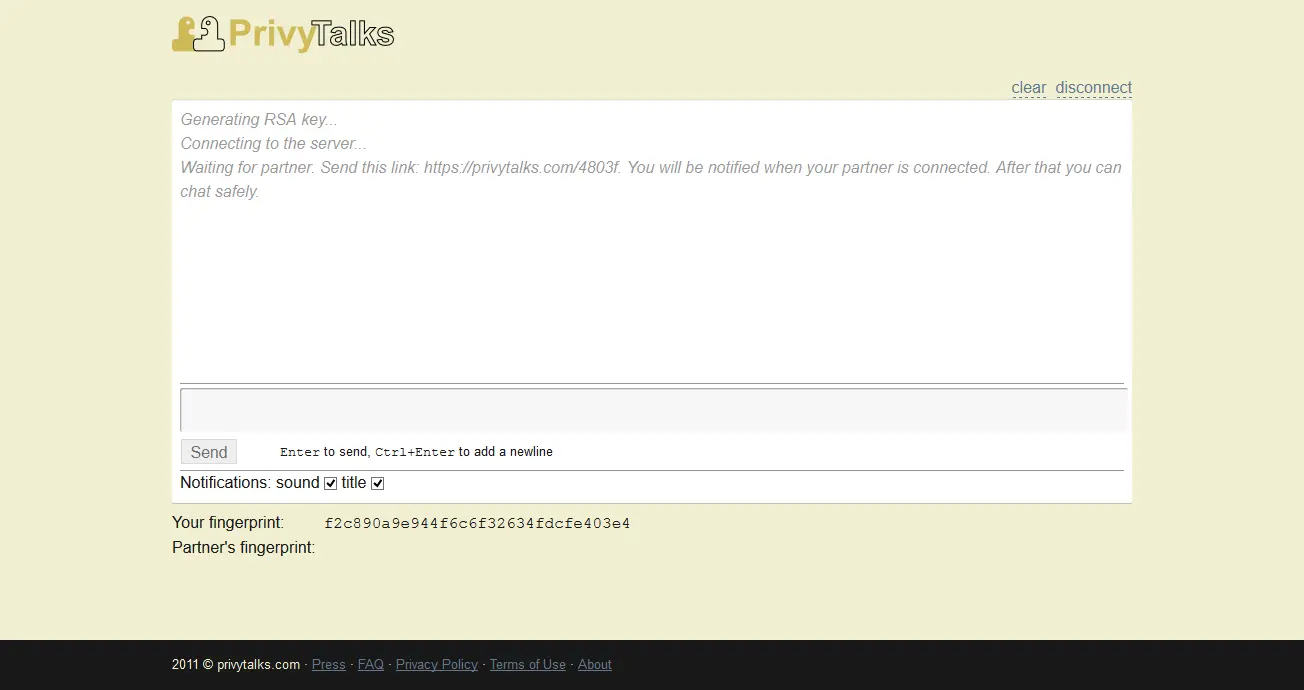 PrivyTalks
clear disconnect
Generating RSA key...
Connecting to the server...
Waiting for partner. Send this link: https://privytalks.com/4803f. You will be notified when your partner is connected. After that you can
chat safely.
Send Enter to send, Ctrl+Enter to add a newline
Notifications: sound title
Your fingerprint: f2c890a9e944f6c6f32634fdcfe403e4
Partner's fingerprint:
2011 © privytalks.com · Press · FAQ · Privacy Policy · Terms of Use · About